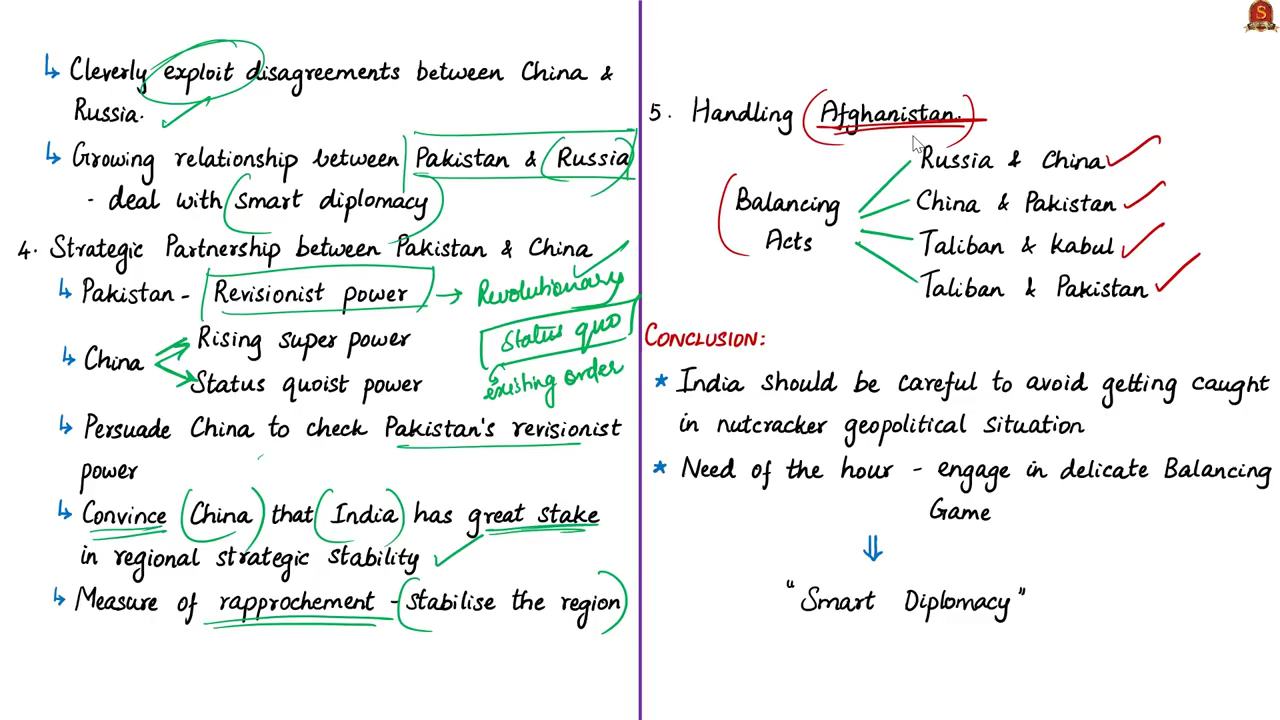 ↳ Cleverly exploit disagreements between China &
Russia.
↳ Growing relationship between Pakistan & Russia
- deal with smart diplomacy
4. Strategic Partnership between Pakistan & China
↳ Pakistan - Revisionist power → Revolutionary
Status quo
existing order
↳ China
Rising super power
Status quoist power
↳ Persuade China to check Pakistan's revisionist
power
↳ Convince China that India has great stake
in regional strategic stability
↳ Measure of rapprochement - stabilise the region
S
5. Handling Afghanistan.
Balancing
Acts
Russia & China
China & Pakistan
Taliban & Kabul
Taliban & Pakistan
CONCLUSION:
* India should be careful to avoid getting caught
in nutcracker geopolitical situation
* Need of the hour - engage in delicate Balancing
Game
⇓
"Smart Diplomacy"